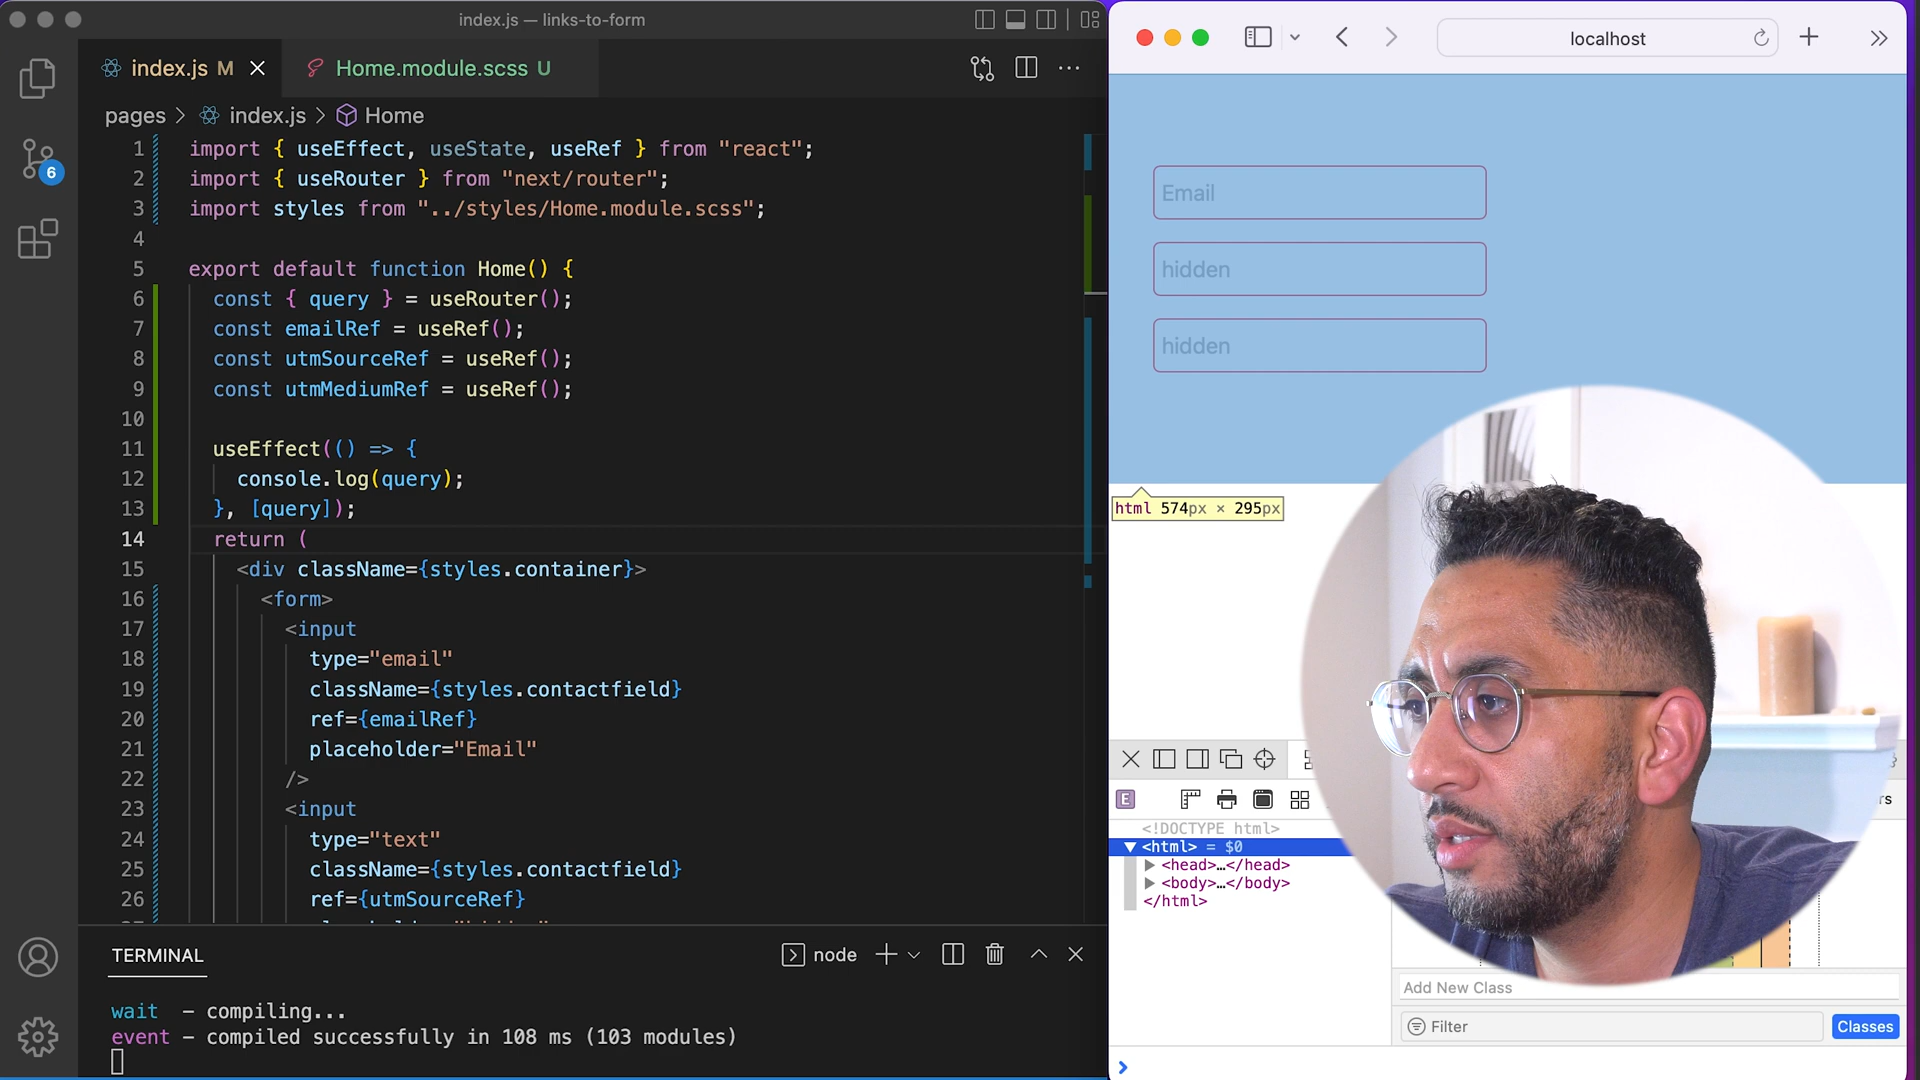 index.js — links-to-form
index.js M
Home.module.scss U
pages > index.js > Home
1 import { useEffect, useState, useRef } from "react";
2 import { useRouter } from "next/router";
3 import styles from "../styles/Home.module.scss";
4
5 export default function Home() {
6 const { query } = useRouter();
7 const emailRef = useRef();
8 const utmSourceRef = useRef();
9 const utmMediumRef = useRef();
10
11 useEffect(() => {
12 console.log(query);
13 }, [query]);
14 return (
15 <div className={styles.container}>
16 <form>
17 <input
18 type="email"
19 className={styles.contactfield}
20 ref={emailRef}
21 placeholder="Email"
22 />
23 <input
24 type="text"
25 className={styles.contactfield}
26 ref={utmSourceRef}
6
TERMINAL
node
wait - compiling...
event - compiled successfully in 108 ms (103 modules)
localhost
Email
hidden
hidden
html 574px × 295px
E
<!DOCTYPE html>
<html> = $0
<head>…</head>
<body>…</body>
</html>
Add New Class
Filter
Classes